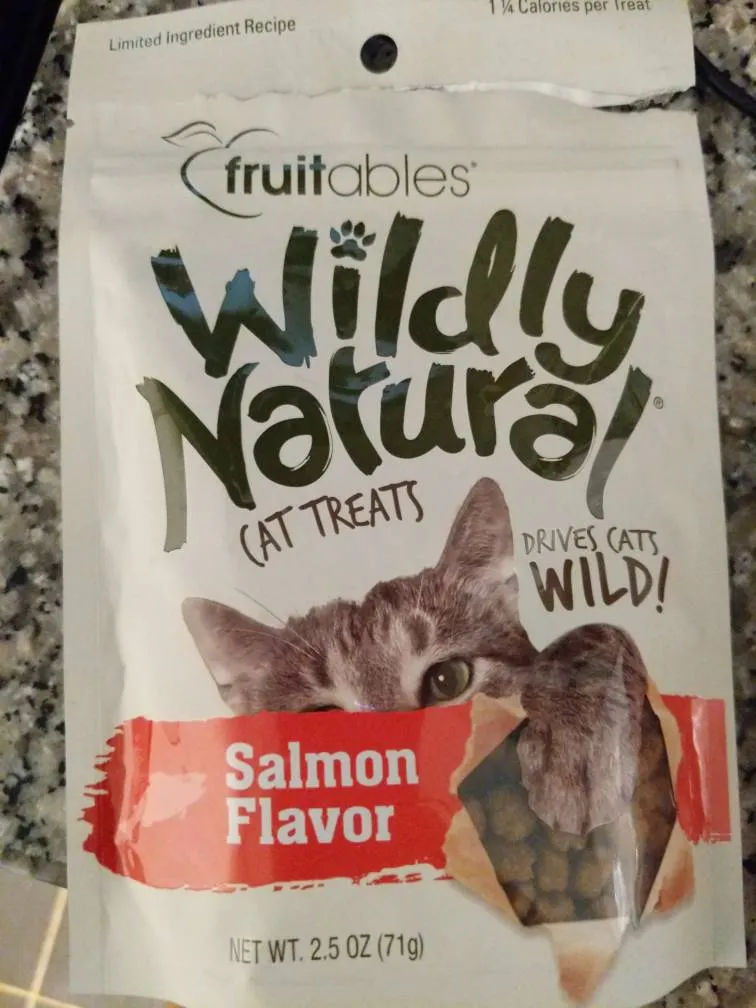 Limited Ingredient Recipe
1 ¼ Calories per Treat
fruitables®
Wildly
Natural®
CAT TREATS
DRIVES CATS
WILD!
Salmon
Flavor
NET WT. 2.5 OZ (71g)